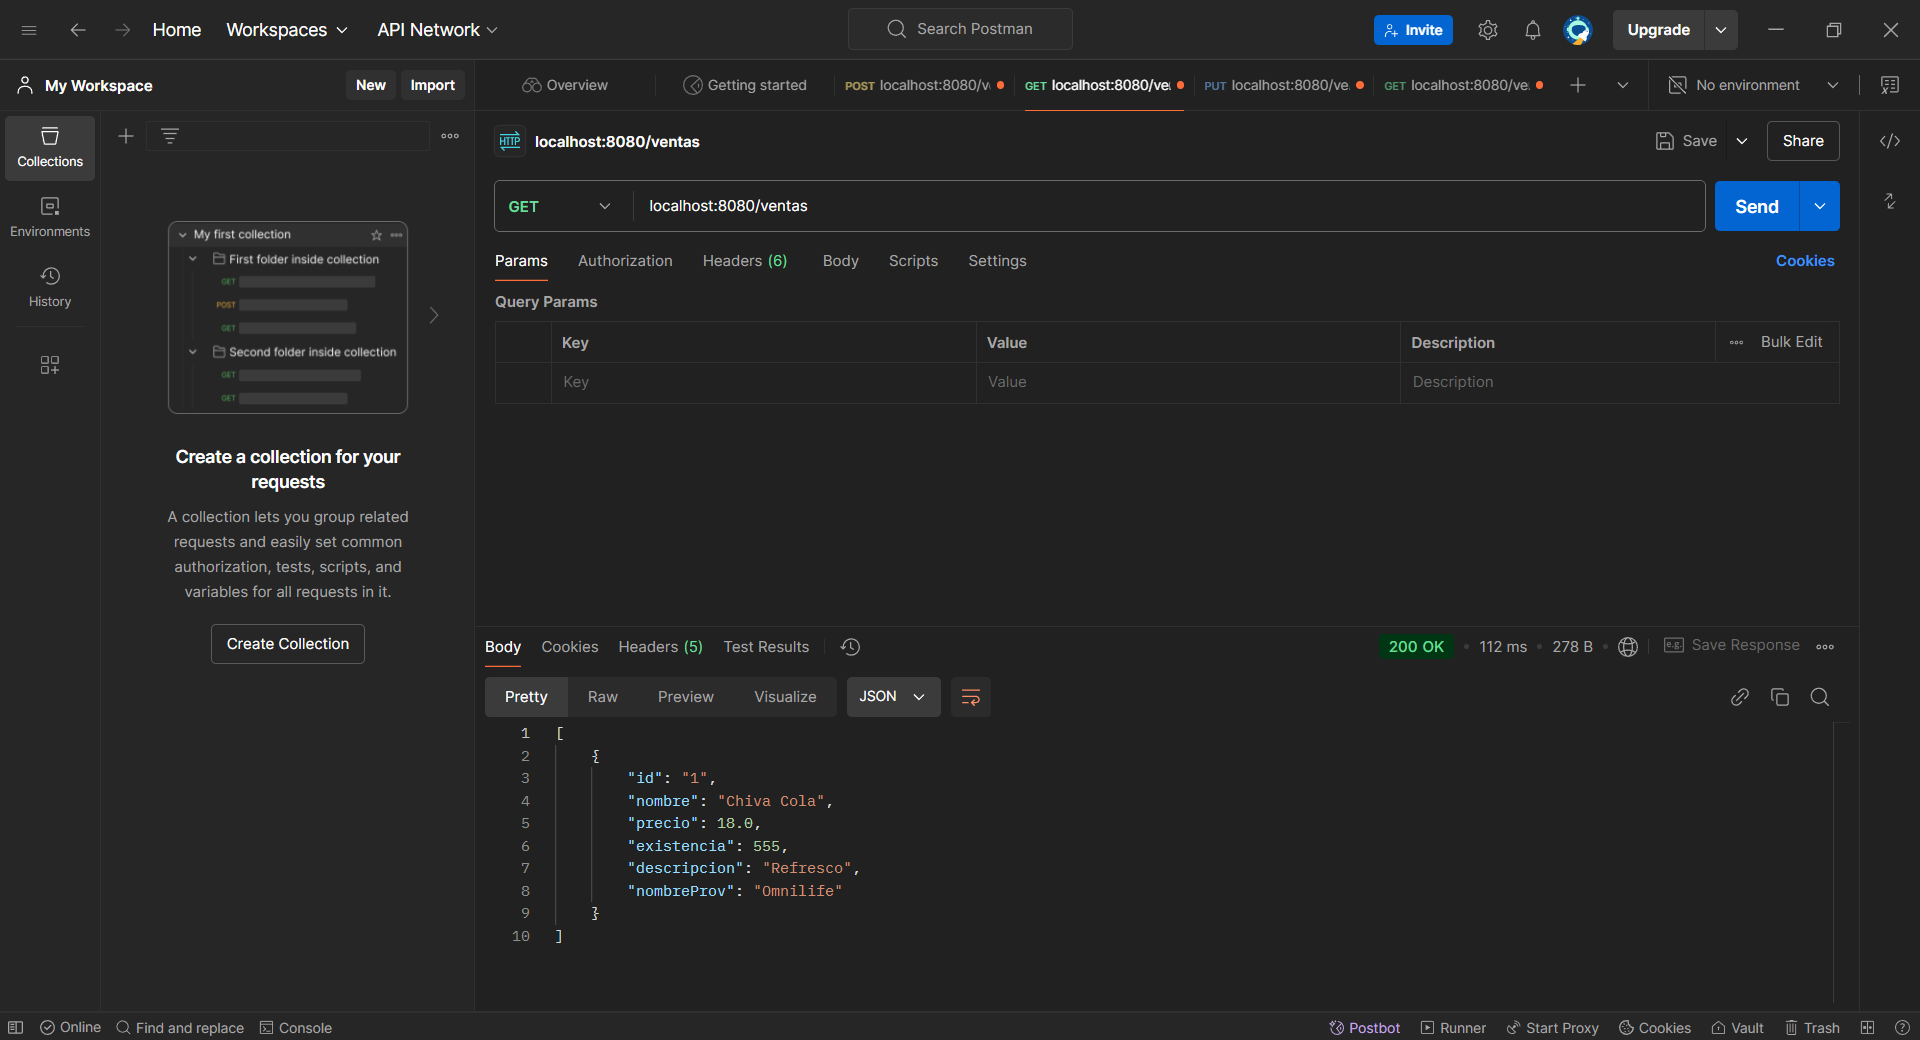 Home Workspaces API Network Search Postman Invite Upgrade
My Workspace New Import Overview Getting started POST localhost:8080/v GET localhost:8080/ve PUT localhost:8080/ve. GET localhost:8080/ve. No environment
Collections
Environments
History
My first collection
First folder inside collection
GET
POST
GET
Second folder inside collection
GET
GET
Create a collection for your
requests
A collection lets you group related
requests and easily set common
authorization, tests, scripts, and
variables for all requests in it.
Create Collection
HTTP localhost:8080/ventas Save Share
GET localhost:8080/ventas Send
Params Authorization Headers (6) Body Scripts Settings Cookies
Query Params
Key Value Description Bulk Edit
Key Value Description
Body Cookies Headers (5) Test Results 200 OK • 112 ms • 278 B • e.g. Save Response
Pretty Raw Preview Visualize JSON
1 [
2 {
3 "id": "1",
4 "nombre": "Chiva Cola",
5 "precio": 18.0,
6 "existencia": 555,
7 "descripcion": "Refresco",
8 "nombreProv": "Omnilife"
9 }
10 ]
Online Find and replace Console Postbot Runner Start Proxy Cookies Vault Trash